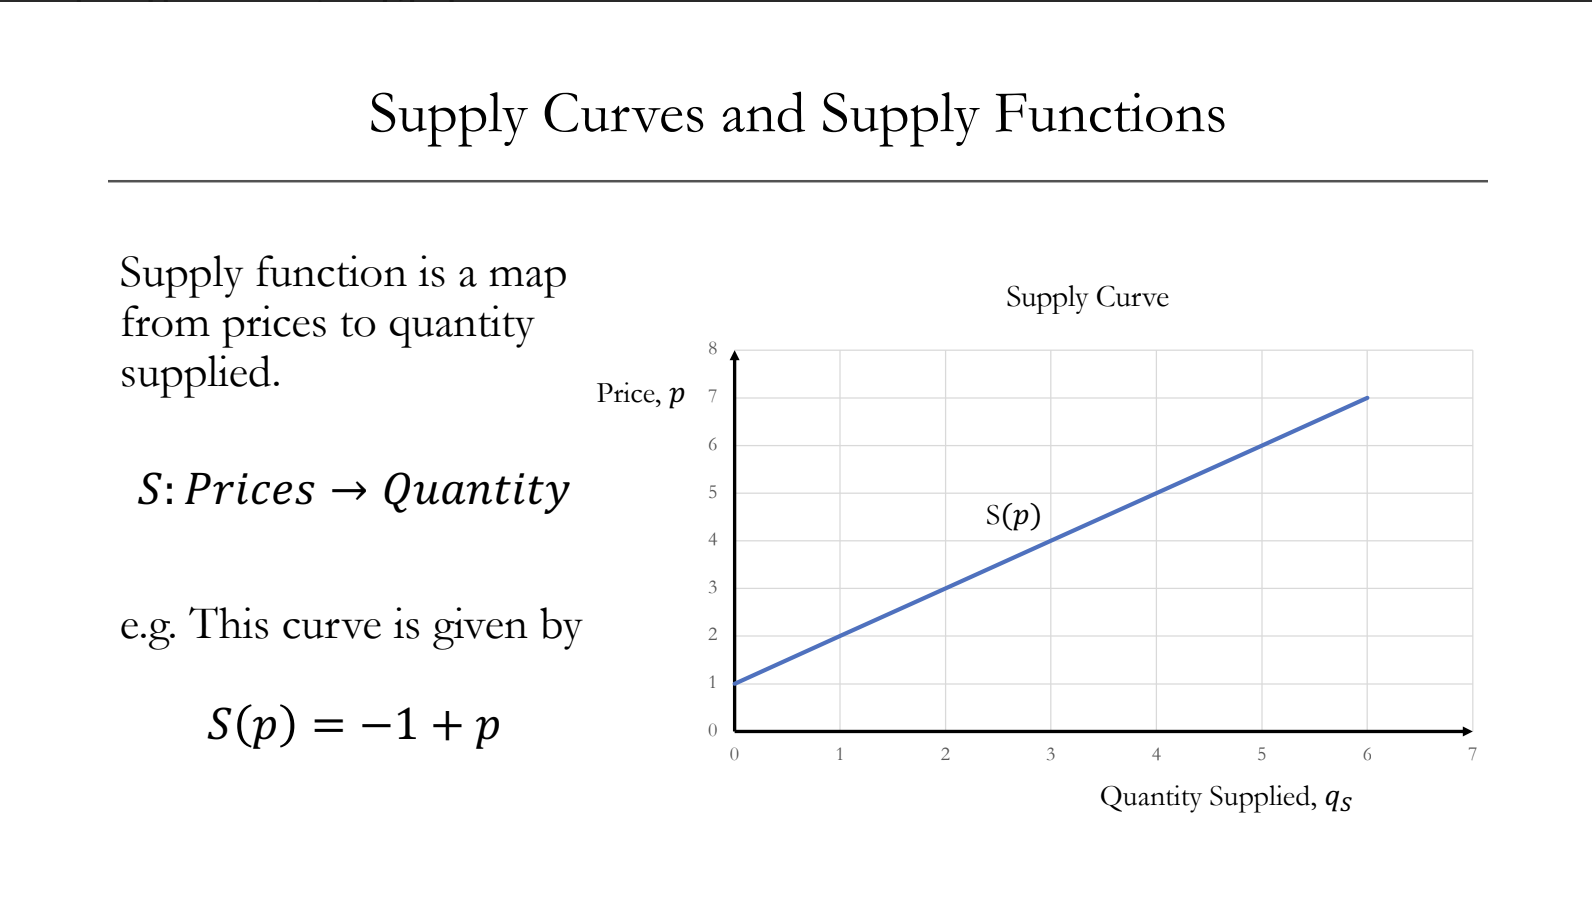 Supply Curves and Supply Functions
Supply function is a map
from prices to quantity
supplied.
S: Prices → Quantity
e.g. This curve is given by
S(p) = −1 + p
Supply Curve
Price, p
8
7
6
5
4
3
2
1
0
S(p)
0 1 2 3 4 5 6 7
Quantity Supplied, qS